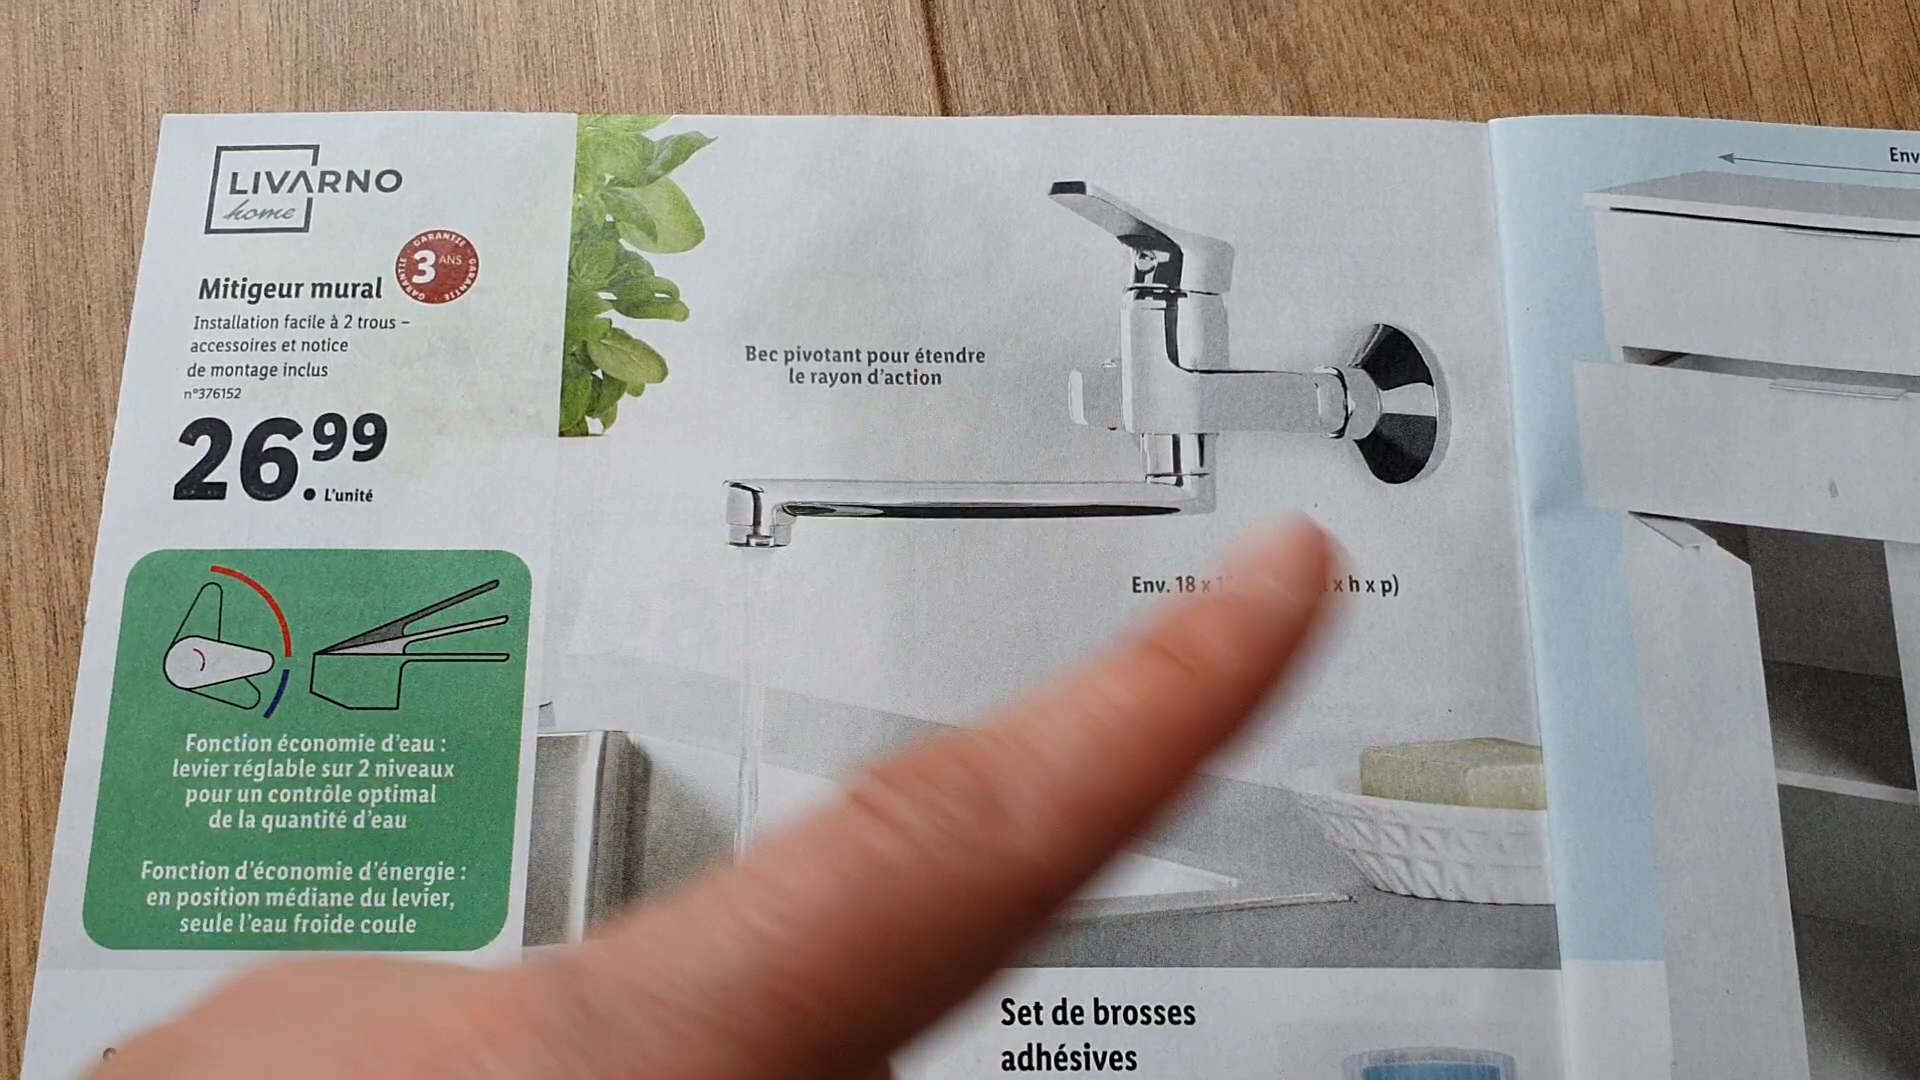 LIVARNO
home
GARANTIE
3 ANS
GARANTIE
GARANTIE
GARANTIE
Mitigeur mural
Installation facile à 2 trous –
accessoires et notice
de montage inclus
n°376152
26.99
L'unité
Bec pivotant pour étendre
le rayon d'action
Env. 18 x
x h x p)
Env
Fonction économie d'eau :
levier réglable sur 2 niveaux
pour un contrôle optimal
de la quantité d'eau
Fonction d'économie d'énergie :
en position médiane du levier,
seule l'eau froide coule
Set de brosses
adhésives